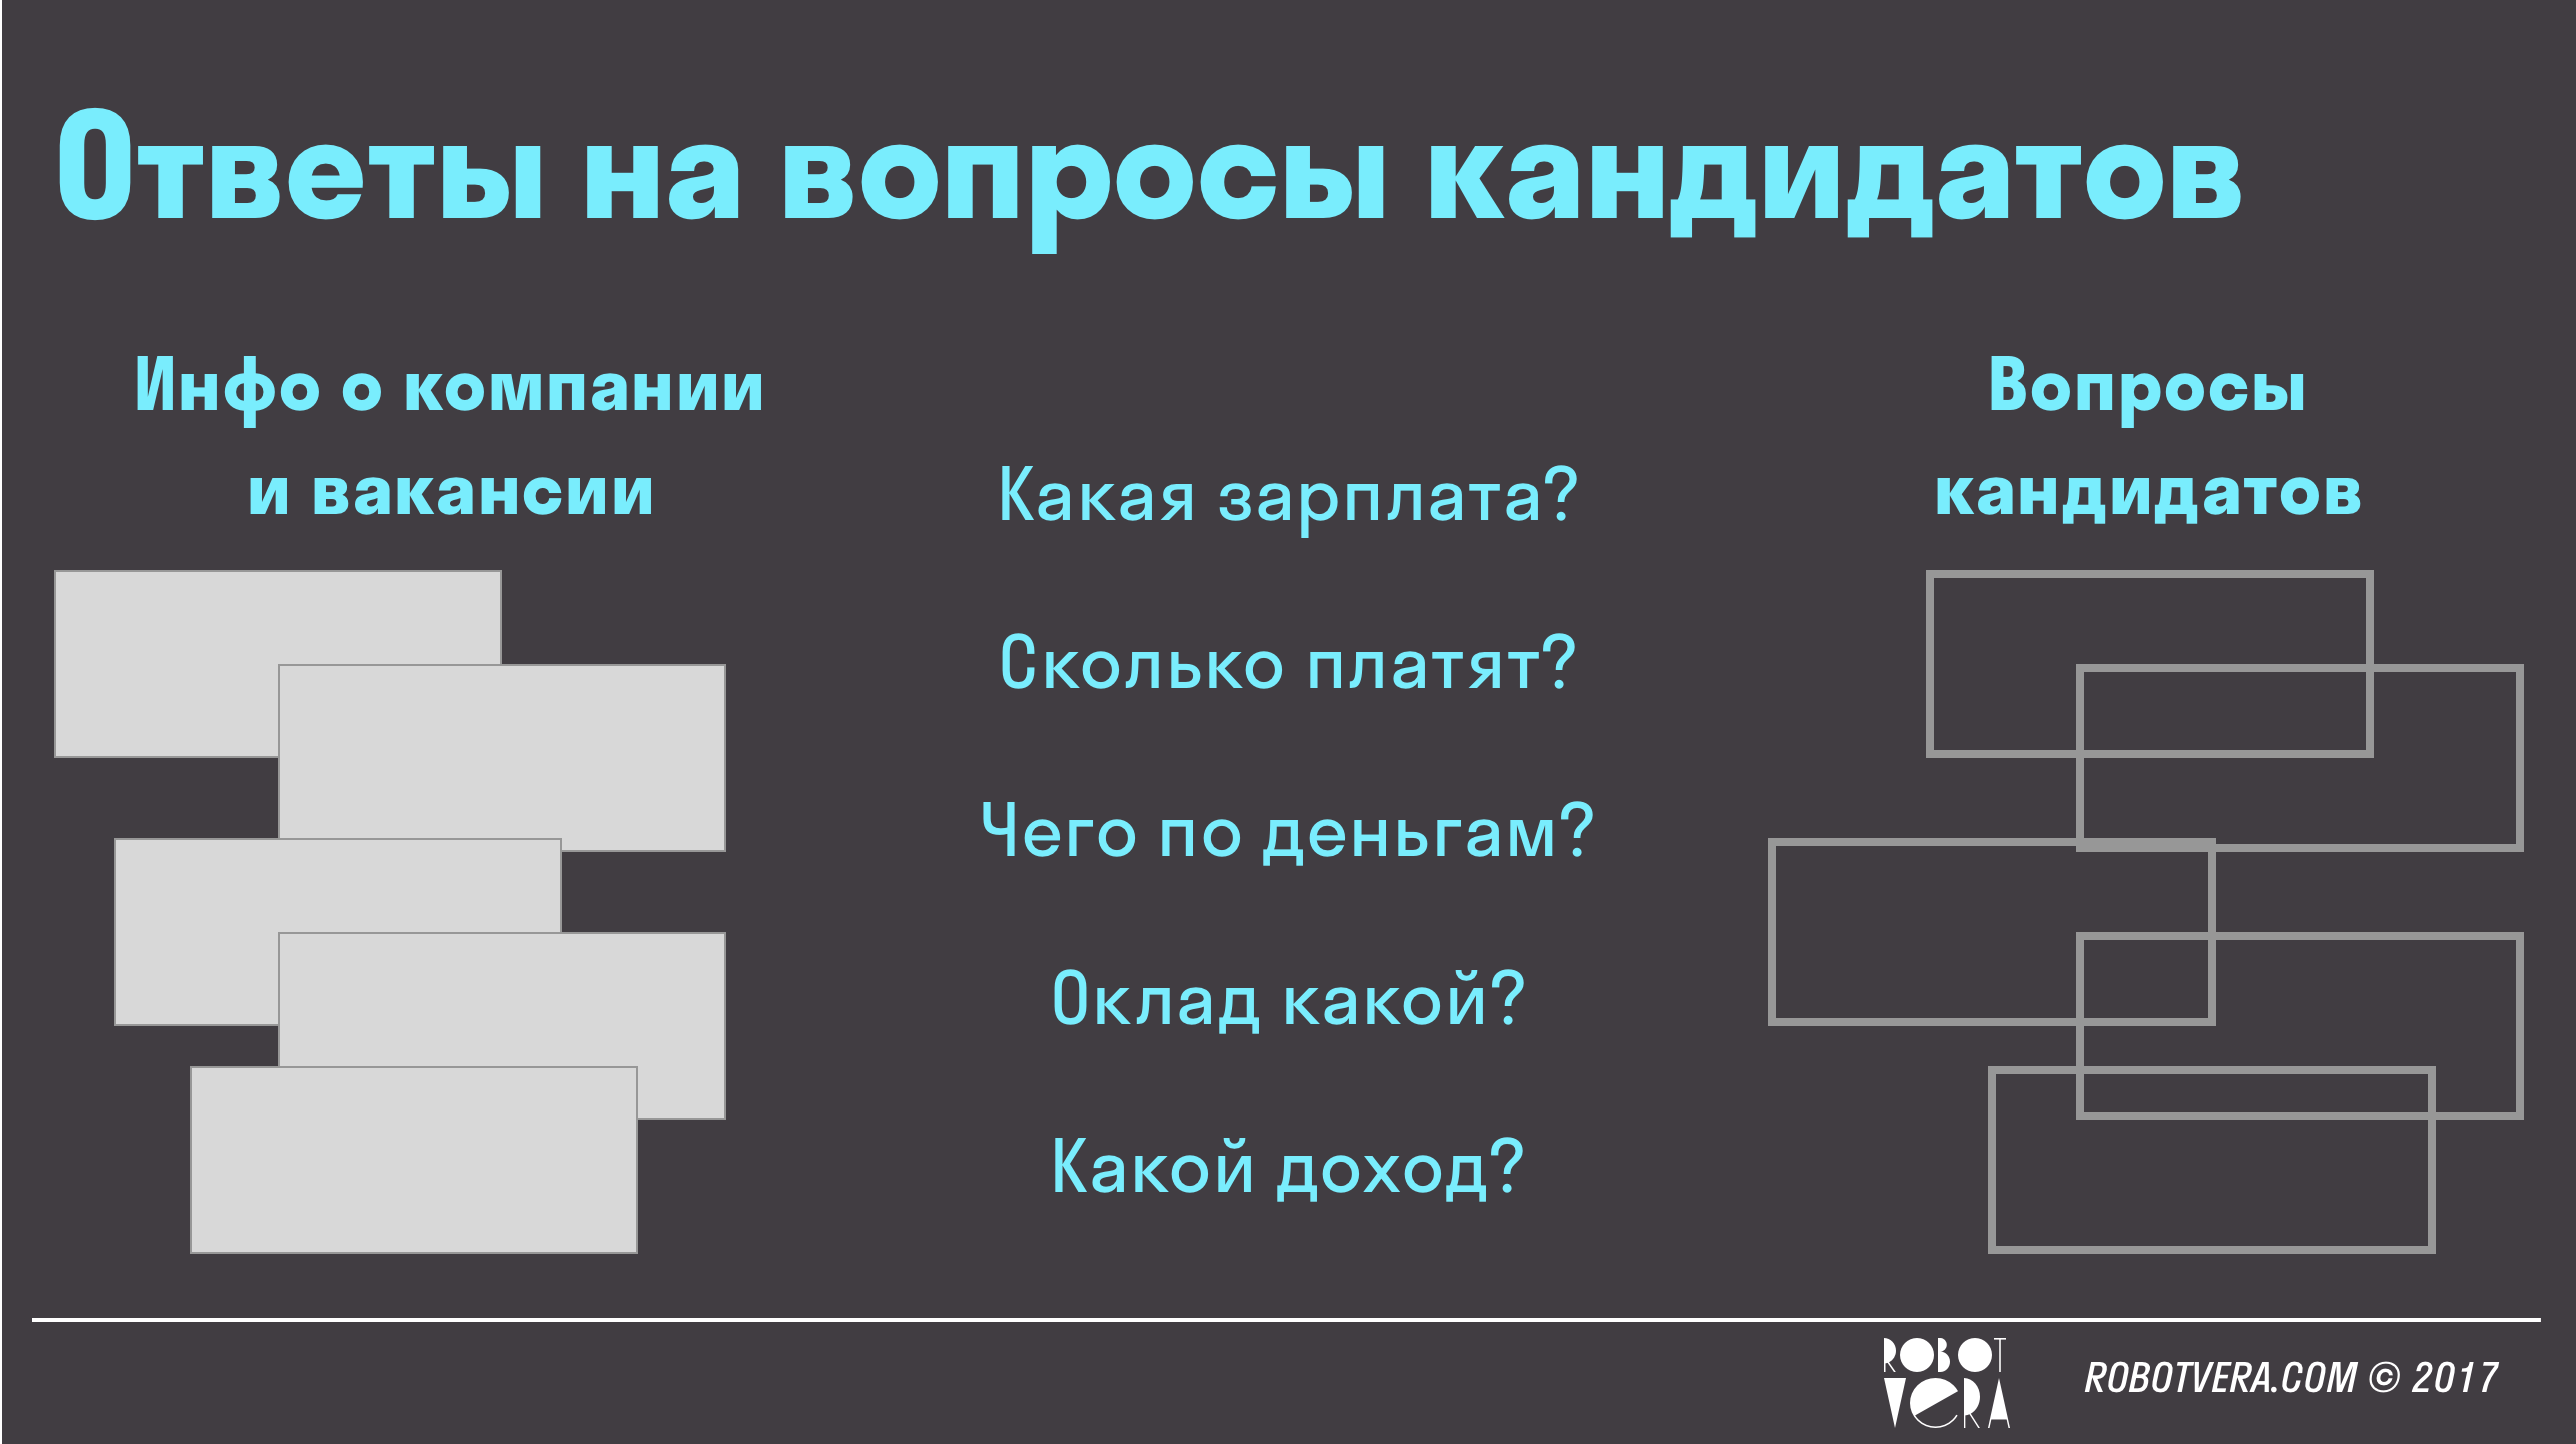 Ответы на вопросы кандидатов
Инфо о компании
и вакансии
Какая зарплата?
Сколько платят?
Чего по деньгам?
Оклад какой?
Какой доход?
Вопросы
кандидатов
ROBOT
VERA
ROBOTVERA.COM © 2017